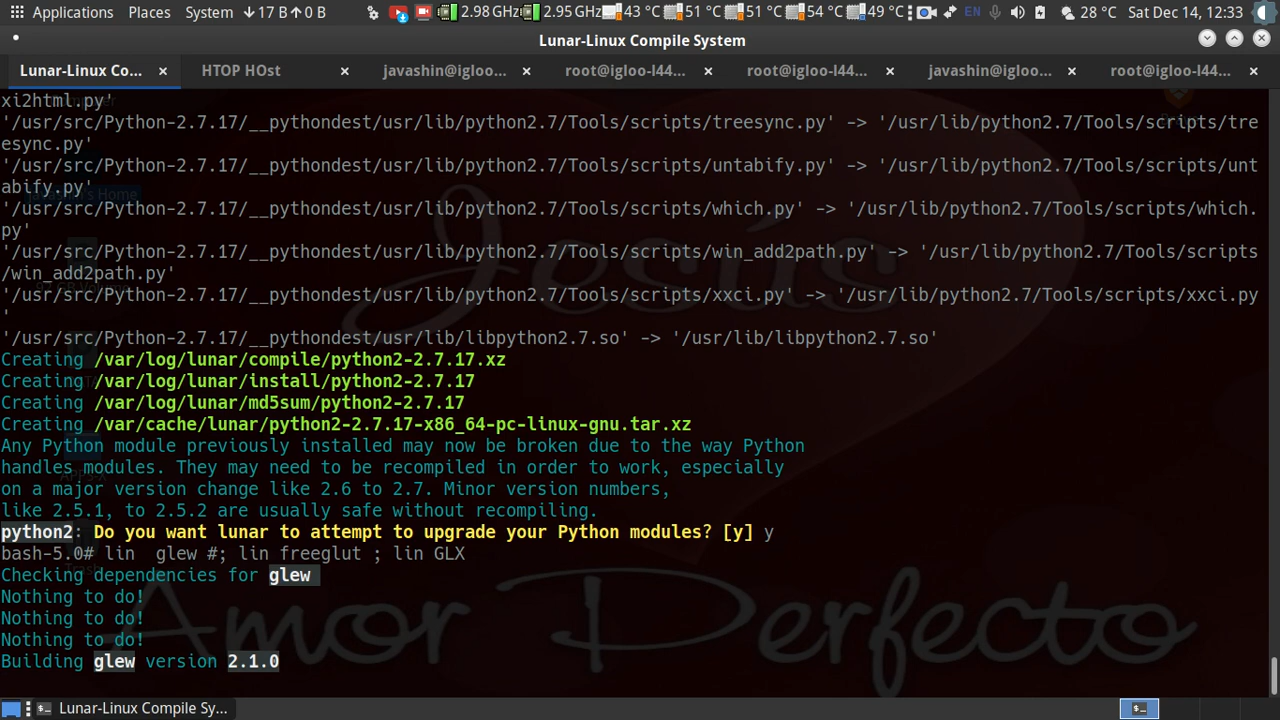 Applications Places System ↓17 B↑0 B 2.98 GHz 2.95 GHz 43 °C 51 °C 51 °C 54 °C 49 °C EN 28 °C Sat Dec 14, 12:33
Lunar-Linux Compile System
Lunar-Linux Co... × HTOP HOst × javashin@igloo... × root@igloo-l44... × root@igloo-l44... × javashin@igloo... × root@igloo-l44... ×
xi2html.py'
'/usr/src/Python-2.7.17/__pythondest/usr/lib/python2.7/Tools/scripts/treesync.py' -> '/usr/lib/python2.7/Tools/scripts/tre
esync.py'
'/usr/src/Python-2.7.17/__pythondest/usr/lib/python2.7/Tools/scripts/untabify.py' -> '/usr/lib/python2.7/Tools/scripts/unt
abify.py'
javashin's Home
'/usr/src/Python-2.7.17/__pythondest/usr/lib/python2.7/Tools/scripts/which.py' -> '/usr/lib/python2.7/Tools/scripts/which.
py'
'/usr/src/Python-2.7.17/__pythondest/usr/lib/python2.7/Tools/scripts/win_add2path.py' -> '/usr/lib/python2.7/Tools/scripts
/win_add2path.py'
'/usr/src/Python-2.7.17/__pythondest/usr/lib/python2.7/Tools/scripts/xxci.py' -> '/usr/lib/python2.7/Tools/scripts/xxci.py
'
'/usr/src/Python-2.7.17/__pythondest/usr/lib/libpython2.7.so' -> '/usr/lib/libpython2.7.so'
Creating /var/log/lunar/compile/python2-2.7.17.xz
Creating /var/log/lunar/install/python2-2.7.17
Creating /var/log/lunar/md5sum/python2-2.7.17
Creating /var/cache/lunar/python2-2.7.17-x86_64-pc-linux-gnu.tar.xz
Any Python module previously installed may now be broken due to the way Python
handles modules. They may need to be recompiled in order to work, especially
on a major version change like 2.6 to 2.7. Minor version numbers,
like 2.5.1, to 2.5.2 are usually safe without recompiling.
python2: Do you want lunar to attempt to upgrade your Python modules? [y] y
bash-5.0# lin  glew #; lin freeglut ; lin GLX
Trash
Checking dependencies for glew
Nothing to do!
Nothing to do!
Nothing to do!
Building glew version 2.1.0
Jesús
Amor Perfecto
Lunar-Linux Compile Sy...